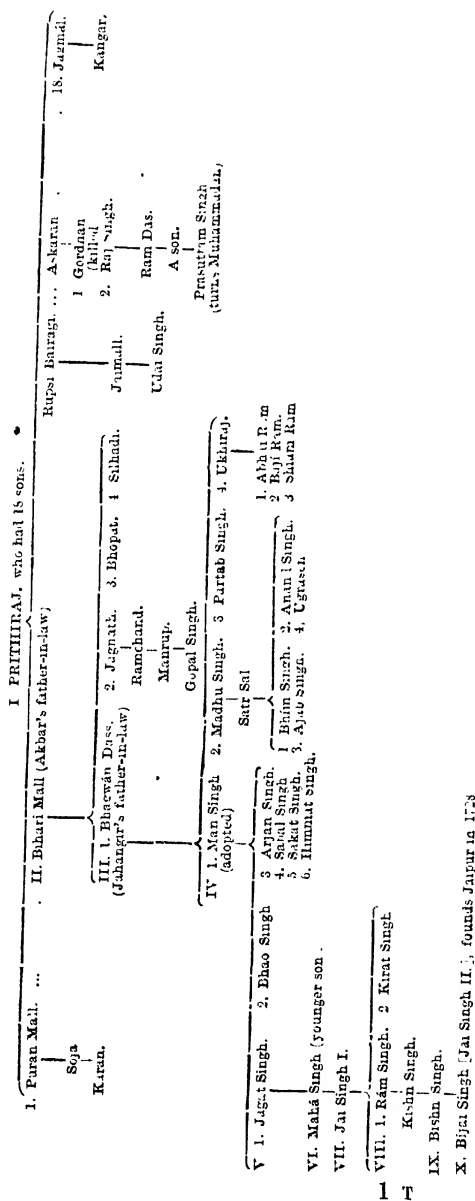 I PRITHIRAJ, who had 18 sons.
1. Puran Mall. ... . II. Bihari Mall (Akbar's father-in-law) Rupsi Bairagi. ... Askaran . 18. Jagmal.
Soja
Karan.
III. 1. Bhagwán Dass. 2. Jagnath. 3. Bhopat. 4 Silhadi.
(Jahangir's father-in-law)
Ramchand.
Manrup.
Gopal Singh.
Jaimall.
Udai Singh.
1 Gordhan
(killed
2. Raj Singh.
Ram Das.
A son.
Prasuttam Singh
(turns Muhammadan.)
Kangar.
IV 1. Man Singh 2. Madhu Singh. 3 Partab Singh. 4. Ukhiraj.
(adopted)
Satr Sal
1 Bhim Singh. 2. Anand Singh.
3. Ajab Singh. 4. Ugrasen
1. Abhai Ram
2 Baji Ram.
3 Shiam Ram
V 1. Jagat Singh. 2. Bhao Singh 3 Arjan Singh.
4. Sabal Singh
5 Sakat Singh.
6. Himmat Singh.
VI. Mahá Singh (younger son.
VII. Jai Singh I.
VIII. 1. Rám Singh. 2 Kirat Singh
Kishn Singh.
IX. Bishn Singh.
X. Bijai Singh [Jai Singh II.], founds Jaipur in 1728
1 T